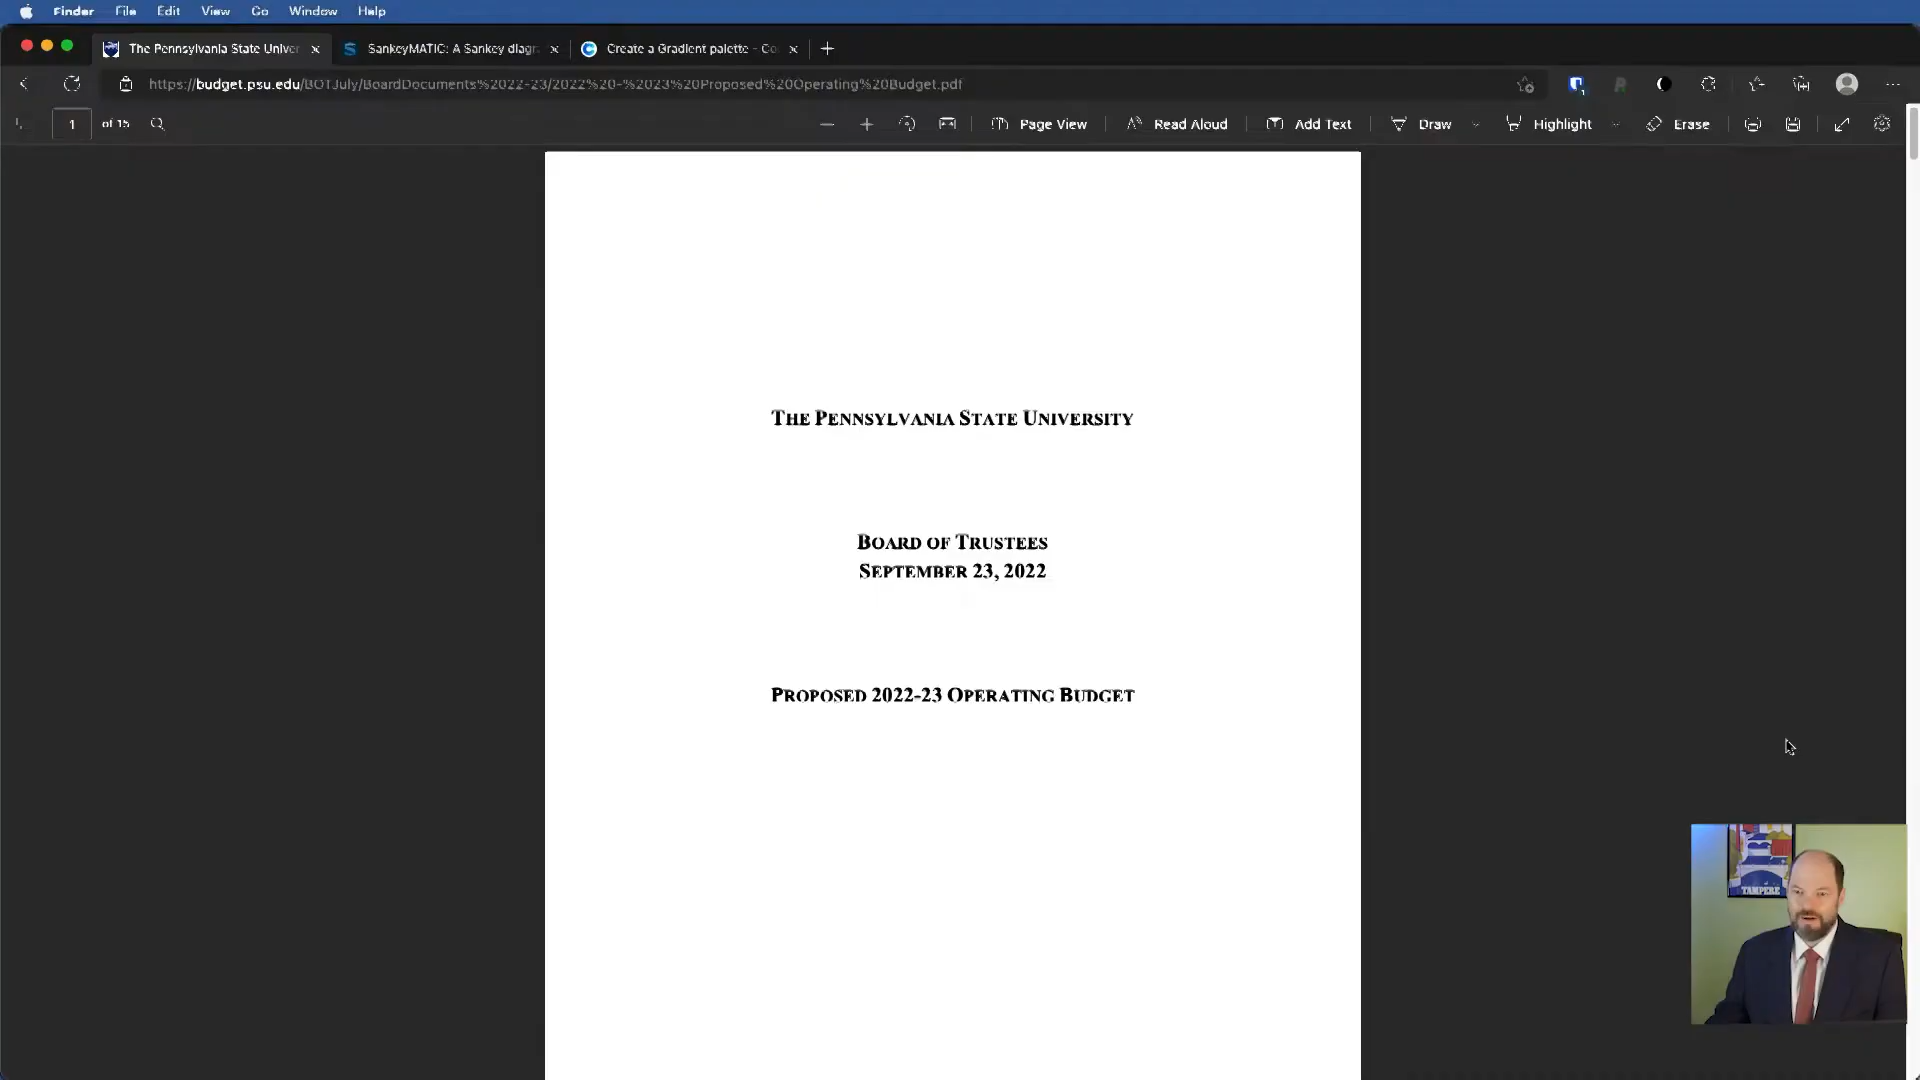 Finder File Edit View Go Window Help
The Pennsylvania State Univer SankeyMATIC: A Sankey diagr Create a Gradient palette - Co
https://budget.psu.edu/BOTJuly/BoardDocuments%2022-23/2022%20-%2023%20Proposed%20Operating%20Budget.pdf
1 of 15 Page View Read Aloud Add Text Draw Highlight Erase
THE PENNSYLVANIA STATE UNIVERSITY
BOARD OF TRUSTEES
SEPTEMBER 23, 2022
PROPOSED 2022-23 OPERATING BUDGET
TAMPERE